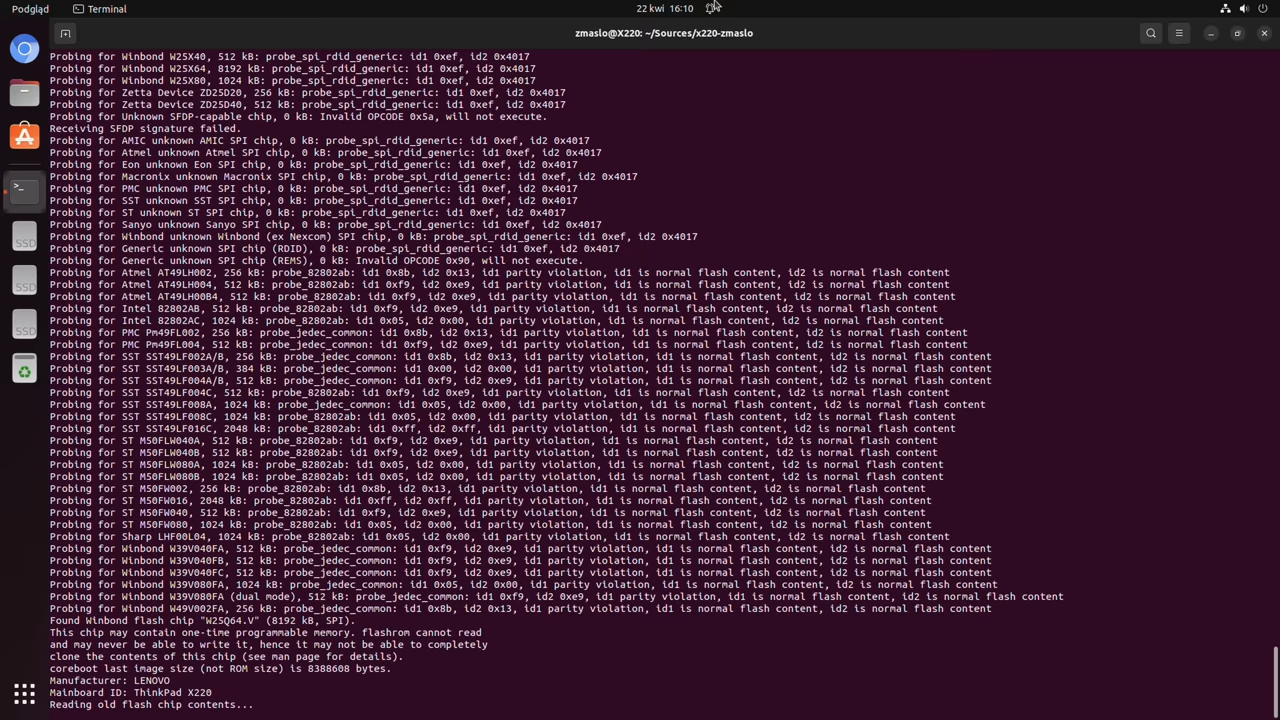 Podgląd
Terminal
22 kwi 16:10
zmaslo@X220: ~/Sources/x220-zmaslo
Probing for Winbond W25X40, 512 kB: probe_spi_rdid_generic: id1 0xef, id2 0x4017
Probing for Winbond W25X64, 8192 kB: probe_spi_rdid_generic: id1 0xef, id2 0x4017
Probing for Winbond W25X80, 1024 kB: probe_spi_rdid_generic: id1 0xef, id2 0x4017
Probing for Zetta Device ZD25D20, 256 kB: probe_spi_rdid_generic: id1 0xef, id2 0x4017
Probing for Zetta Device ZD25D40, 512 kB: probe_spi_rdid_generic: id1 0xef, id2 0x4017
Probing for Unknown SFDP-capable chip, 0 kB: Invalid OPCODE 0x5a, will not execute.
Receiving SFDP signature failed.
Probing for AMIC unknown AMIC SPI chip, 0 kB: probe_spi_rdid_generic: id1 0xef, id2 0x4017
Probing for Atmel unknown Atmel SPI chip, 0 kB: probe_spi_rdid_generic: id1 0xef, id2 0x4017
Probing for Eon unknown Eon SPI chip, 0 kB: probe_spi_rdid_generic: id1 0xef, id2 0x4017
Probing for Macronix unknown Macronix SPI chip, 0 kB: probe_spi_rdid_generic: id1 0xef, id2 0x4017
Probing for PMC unknown PMC SPI chip, 0 kB: probe_spi_rdid_generic: id1 0xef, id2 0x4017
Probing for SST unknown SST SPI chip, 0 kB: probe_spi_rdid_generic: id1 0xef, id2 0x4017
Probing for ST unknown ST SPI chip, 0 kB: probe_spi_rdid_generic: id1 0xef, id2 0x4017
Probing for Sanyo unknown Sanyo SPI chip, 0 kB: probe_spi_rdid_generic: id1 0xef, id2 0x4017
Probing for Winbond unknown Winbond (ex Nexcom) SPI chip, 0 kB: probe_spi_rdid_generic: id1 0xef, id2 0x4017
Probing for Generic unknown SPI chip (RDID), 0 kB: probe_spi_rdid_generic: id1 0xef, id2 0x4017
Probing for Generic unknown SPI chip (REMS), 0 kB: Invalid OPCODE 0x90, will not execute.
Probing for Atmel AT49LH002, 256 kB: probe_82802ab: id1 0x8b, id2 0x13, id1 parity violation, id1 is normal flash content, id2 is normal flash content
Probing for Atmel AT49LH004, 512 kB: probe_82802ab: id1 0xf9, id2 0xe9, id1 parity violation, id1 is normal flash content, id2 is normal flash content
Probing for Atmel AT49LH00B4, 512 kB: probe_82802ab: id1 0xf9, id2 0xe9, id1 parity violation, id1 is normal flash content, id2 is normal flash content
Probing for Intel 82802AB, 512 kB: probe_82802ab: id1 0xf9, id2 0xe9, id1 parity violation, id1 is normal flash content, id2 is normal flash content
Probing for Intel 82802AC, 1024 kB: probe_82802ab: id1 0x05, id2 0x00, id1 parity violation, id1 is normal flash content, id2 is normal flash content
Probing for PMC Pm49FL002, 256 kB: probe_jedec_common: id1 0x8b, id2 0x13, id1 parity violation, id1 is normal flash content, id2 is normal flash content
Probing for PMC Pm49FL004, 512 kB: probe_jedec_common: id1 0xf9, id2 0xe9, id1 parity violation, id1 is normal flash content, id2 is normal flash content
Probing for SST SST49LF002A/B, 256 kB: probe_jedec_common: id1 0x8b, id2 0x13, id1 parity violation, id1 is normal flash content, id2 is normal flash content
Probing for SST SST49LF003A/B, 384 kB: probe_jedec_common: id1 0x00, id2 0x00, id1 parity violation, id1 is normal flash content, id2 is normal flash content
Probing for SST SST49LF004A/B, 512 kB: probe_jedec_common: id1 0xf9, id2 0xe9, id1 parity violation, id1 is normal flash content, id2 is normal flash content
Probing for SST SST49LF004C, 512 kB: probe_82802ab: id1 0xf9, id2 0xe9, id1 parity violation, id1 is normal flash content, id2 is normal flash content
Probing for SST SST49LF008A, 1024 kB: probe_jedec_common: id1 0x05, id2 0x00, id1 parity violation, id1 is normal flash content, id2 is normal flash content
Probing for SST SST49LF008C, 1024 kB: probe_82802ab: id1 0x05, id2 0x00, id1 parity violation, id1 is normal flash content, id2 is normal flash content
Probing for SST SST49LF016C, 2048 kB: probe_82802ab: id1 0xff, id2 0xff, id1 parity violation, id1 is normal flash content, id2 is normal flash content
Probing for ST M50FLW040A, 512 kB: probe_82802ab: id1 0xf9, id2 0xe9, id1 parity violation, id1 is normal flash content, id2 is normal flash content
Probing for ST M50FLW040B, 512 kB: probe_82802ab: id1 0xf9, id2 0xe9, id1 parity violation, id1 is normal flash content, id2 is normal flash content
Probing for ST M50FLW080A, 1024 kB: probe_82802ab: id1 0x05, id2 0x00, id1 parity violation, id1 is normal flash content, id2 is normal flash content
Probing for ST M50FLW080B, 1024 kB: probe_82802ab: id1 0x05, id2 0x00, id1 parity violation, id1 is normal flash content, id2 is normal flash content
Probing for ST M50FW002, 256 kB: probe_82802ab: id1 0x8b, id2 0x13, id1 parity violation, id1 is normal flash content, id2 is normal flash content
Probing for ST M50FW016, 2048 kB: probe_82802ab: id1 0xff, id2 0xff, id1 parity violation, id1 is normal flash content, id2 is normal flash content
Probing for ST M50FW040, 512 kB: probe_82802ab: id1 0xf9, id2 0xe9, id1 parity violation, id1 is normal flash content, id2 is normal flash content
Probing for ST M50FW080, 1024 kB: probe_82802ab: id1 0x05, id2 0x00, id1 parity violation, id1 is normal flash content, id2 is normal flash content
Probing for Sharp LHF00L04, 1024 kB: probe_82802ab: id1 0x05, id2 0x00, id1 parity violation, id1 is normal flash content, id2 is normal flash content
Probing for Winbond W39V040FA, 512 kB: probe_jedec_common: id1 0xf9, id2 0xe9, id1 parity violation, id1 is normal flash content, id2 is normal flash content
Probing for Winbond W39V040FB, 512 kB: probe_jedec_common: id1 0xf9, id2 0xe9, id1 parity violation, id1 is normal flash content, id2 is normal flash content
Probing for Winbond W39V040FC, 512 kB: probe_jedec_common: id1 0xf9, id2 0xe9, id1 parity violation, id1 is normal flash content, id2 is normal flash content
Probing for Winbond W39V080FA, 1024 kB: probe_jedec_common: id1 0x05, id2 0x00, id1 parity violation, id1 is normal flash content, id2 is normal flash content
Probing for Winbond W39V080FA (dual mode), 512 kB: probe_jedec_common: id1 0xf9, id2 0xe9, id1 parity violation, id1 is normal flash content, id2 is normal flash content
Probing for Winbond W49V002FA, 256 kB: probe_jedec_common: id1 0x8b, id2 0x13, id1 parity violation, id1 is normal flash content, id2 is normal flash content
Found Winbond flash chip "W25Q64.V" (8192 kB, SPI).
This chip may contain one-time programmable memory. flashrom cannot read
and may never be able to write it, hence it may not be able to completely
clone the contents of this chip (see man page for details).
coreboot last image size (not ROM size) is 8388608 bytes.
Manufacturer: LENOVO
Mainboard ID: ThinkPad X220
Reading old flash chip contents...
SSD
SSD
SSD